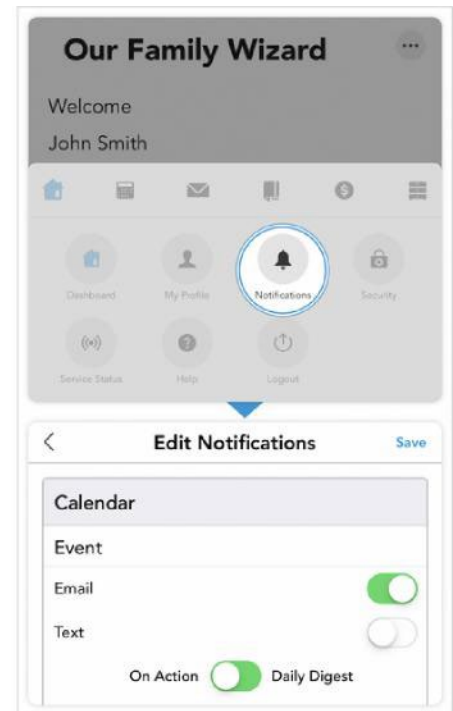 Our Family Wizard
Welcome
John Smith
Dashboard My Profile Notifications Security
Service Status Help Logout
Edit Notifications Save
Calendar
Event
Email
Text
On Action Daily Digest